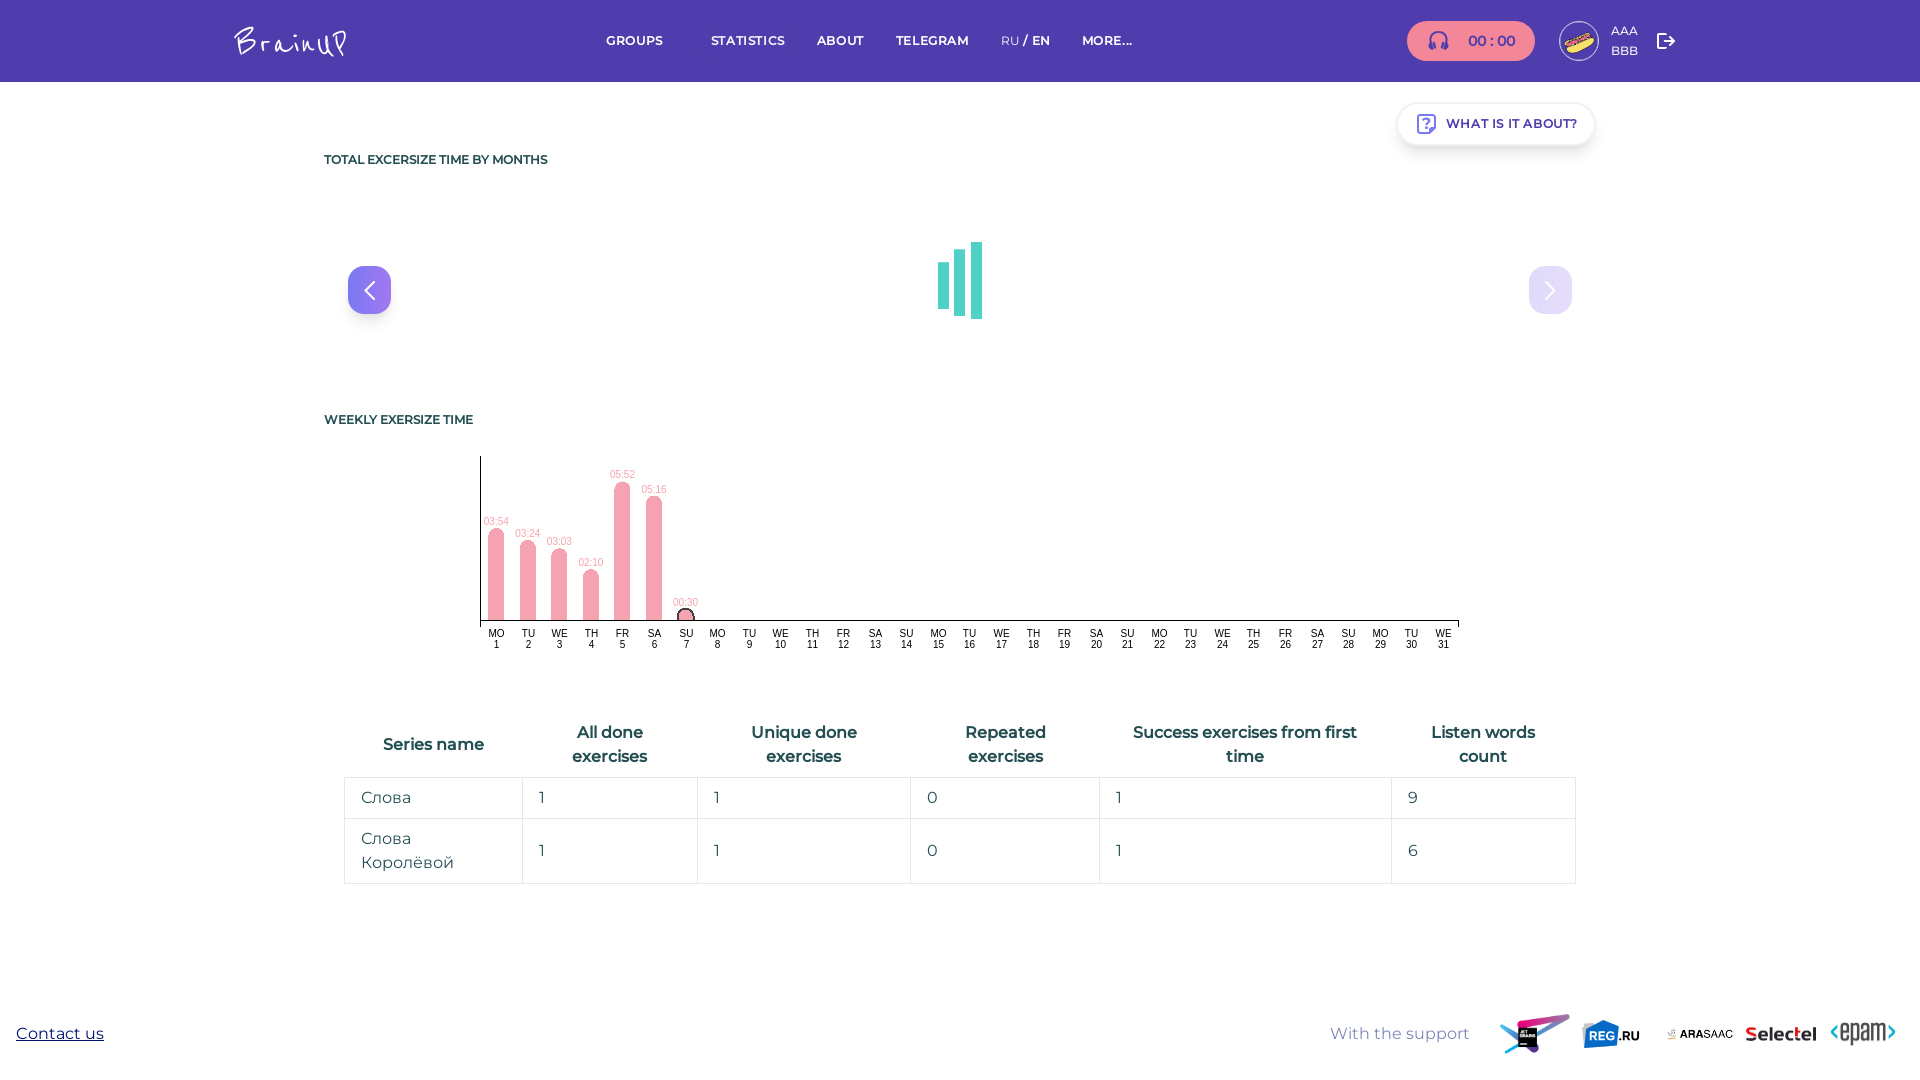 BrainUP
GROUPS STATISTICS ABOUT TELEGRAM RU / EN MORE...
00 : 00
AAA
BBB
WHAT IS IT ABOUT?
TOTAL EXCERSIZE TIME BY MONTHS
WEEKLY EXERSIZE TIME
03:54 03:24 03:03 02:10 05:52 05:16 00:30
MO TU WE TH FR SA SU MO TU WE TH FR SA SU MO TU WE TH FR SA SU MO TU WE TH FR SA SU MO TU WE
1 2 3 4 5 6 7 8 9 10 11 12 13 14 15 16 17 18 19 20 21 22 23 24 25 26 27 28 29 30 31
Series name
All done
exercises
Unique done
exercises
Repeated
exercises
Success exercises from first
time
Listen words
count
Слова 1 1 0 1 9
Слова
Королёвой 1 1 0 1 6
Contact us
With the support
JET
BRAINS
REG.RU
ARASAAC
Selectel
<epam>